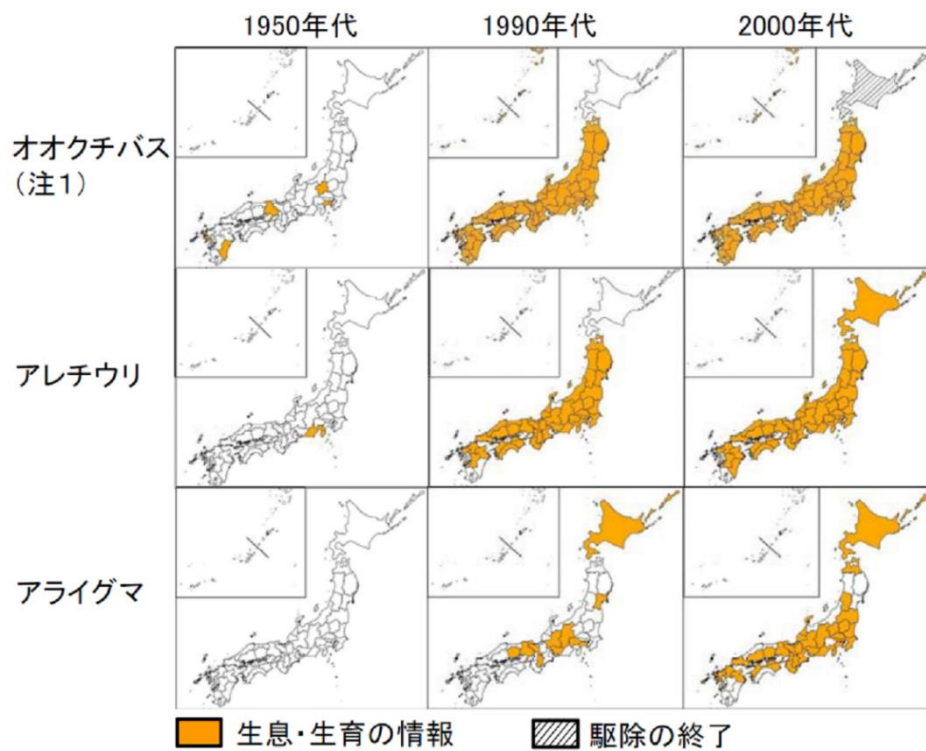 1950年代 1990年代 2000年代
オオクチバス
（注１）
アレチウリ
アライグマ
生息・生育の情報 駆除の終了